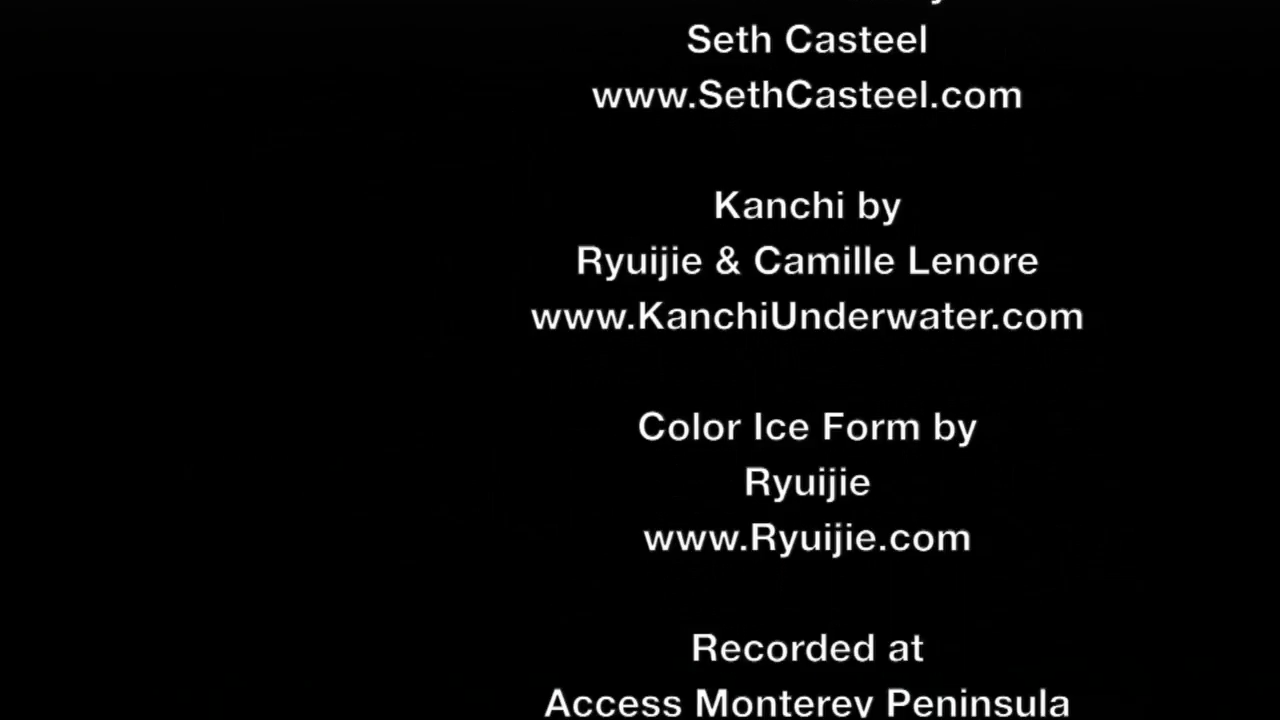 Seth Casteel
www.SethCasteel.com
Kanchi by
Ryuijie & Camille Lenore
www.KanchiUnderwater.com
Color Ice Form by
Ryuijie
www.Ryuijie.com
Recorded at
Access Monterey Peninsula